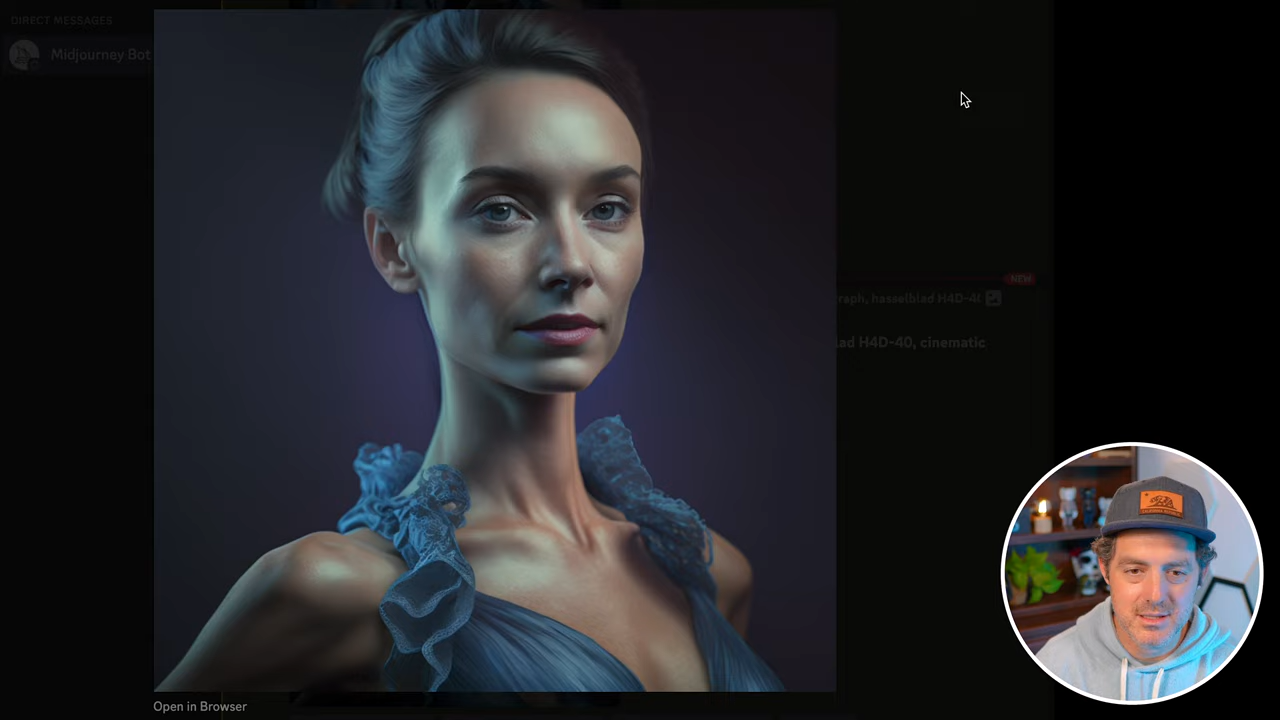 DIRECT MESSAGES
Midjourney Bot
NEW
raph, hasselblad H4D-4(
lad H4D-40, cinematic
Open in Browser